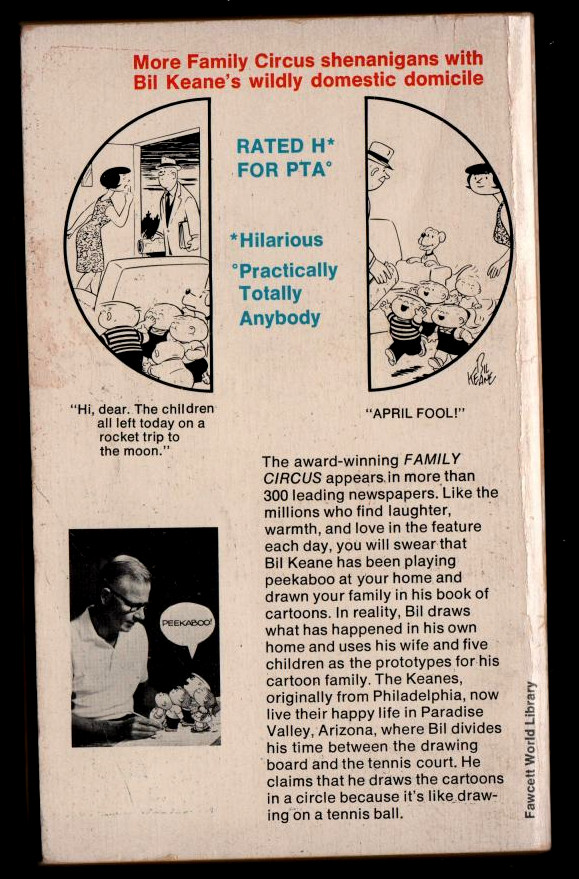 More Family Circus shenanigans with
Bil Keane's wildly domestic domicile
RATED H*
FOR PTA°
*Hilarious
°Practically
Totally
Anybody
BIL
KEANE
"Hi, dear. The children
all left today on a
rocket trip to
the moon."
"APRIL FOOL!"
PEEKABOO!
The award-winning FAMILY
CIRCUS appears in more than
300 leading newspapers. Like the
millions who find laughter,
warmth, and love in the feature
each day, you will swear that
Bil Keane has been playing
peekaboo at your home and
drawn your family in his book of
cartoons. In reality, Bil draws
what has happened in his own
home and uses his wife and five
children as the prototypes for his
cartoon family. The Keanes,
originally from Philadelphia, now
live their happy life in Paradise
Valley, Arizona, where Bil divides
his time between the drawing
board and the tennis court. He
claims that he draws the cartoons
in a circle because it's like draw-
ing on a tennis ball.
Fawcett World Library